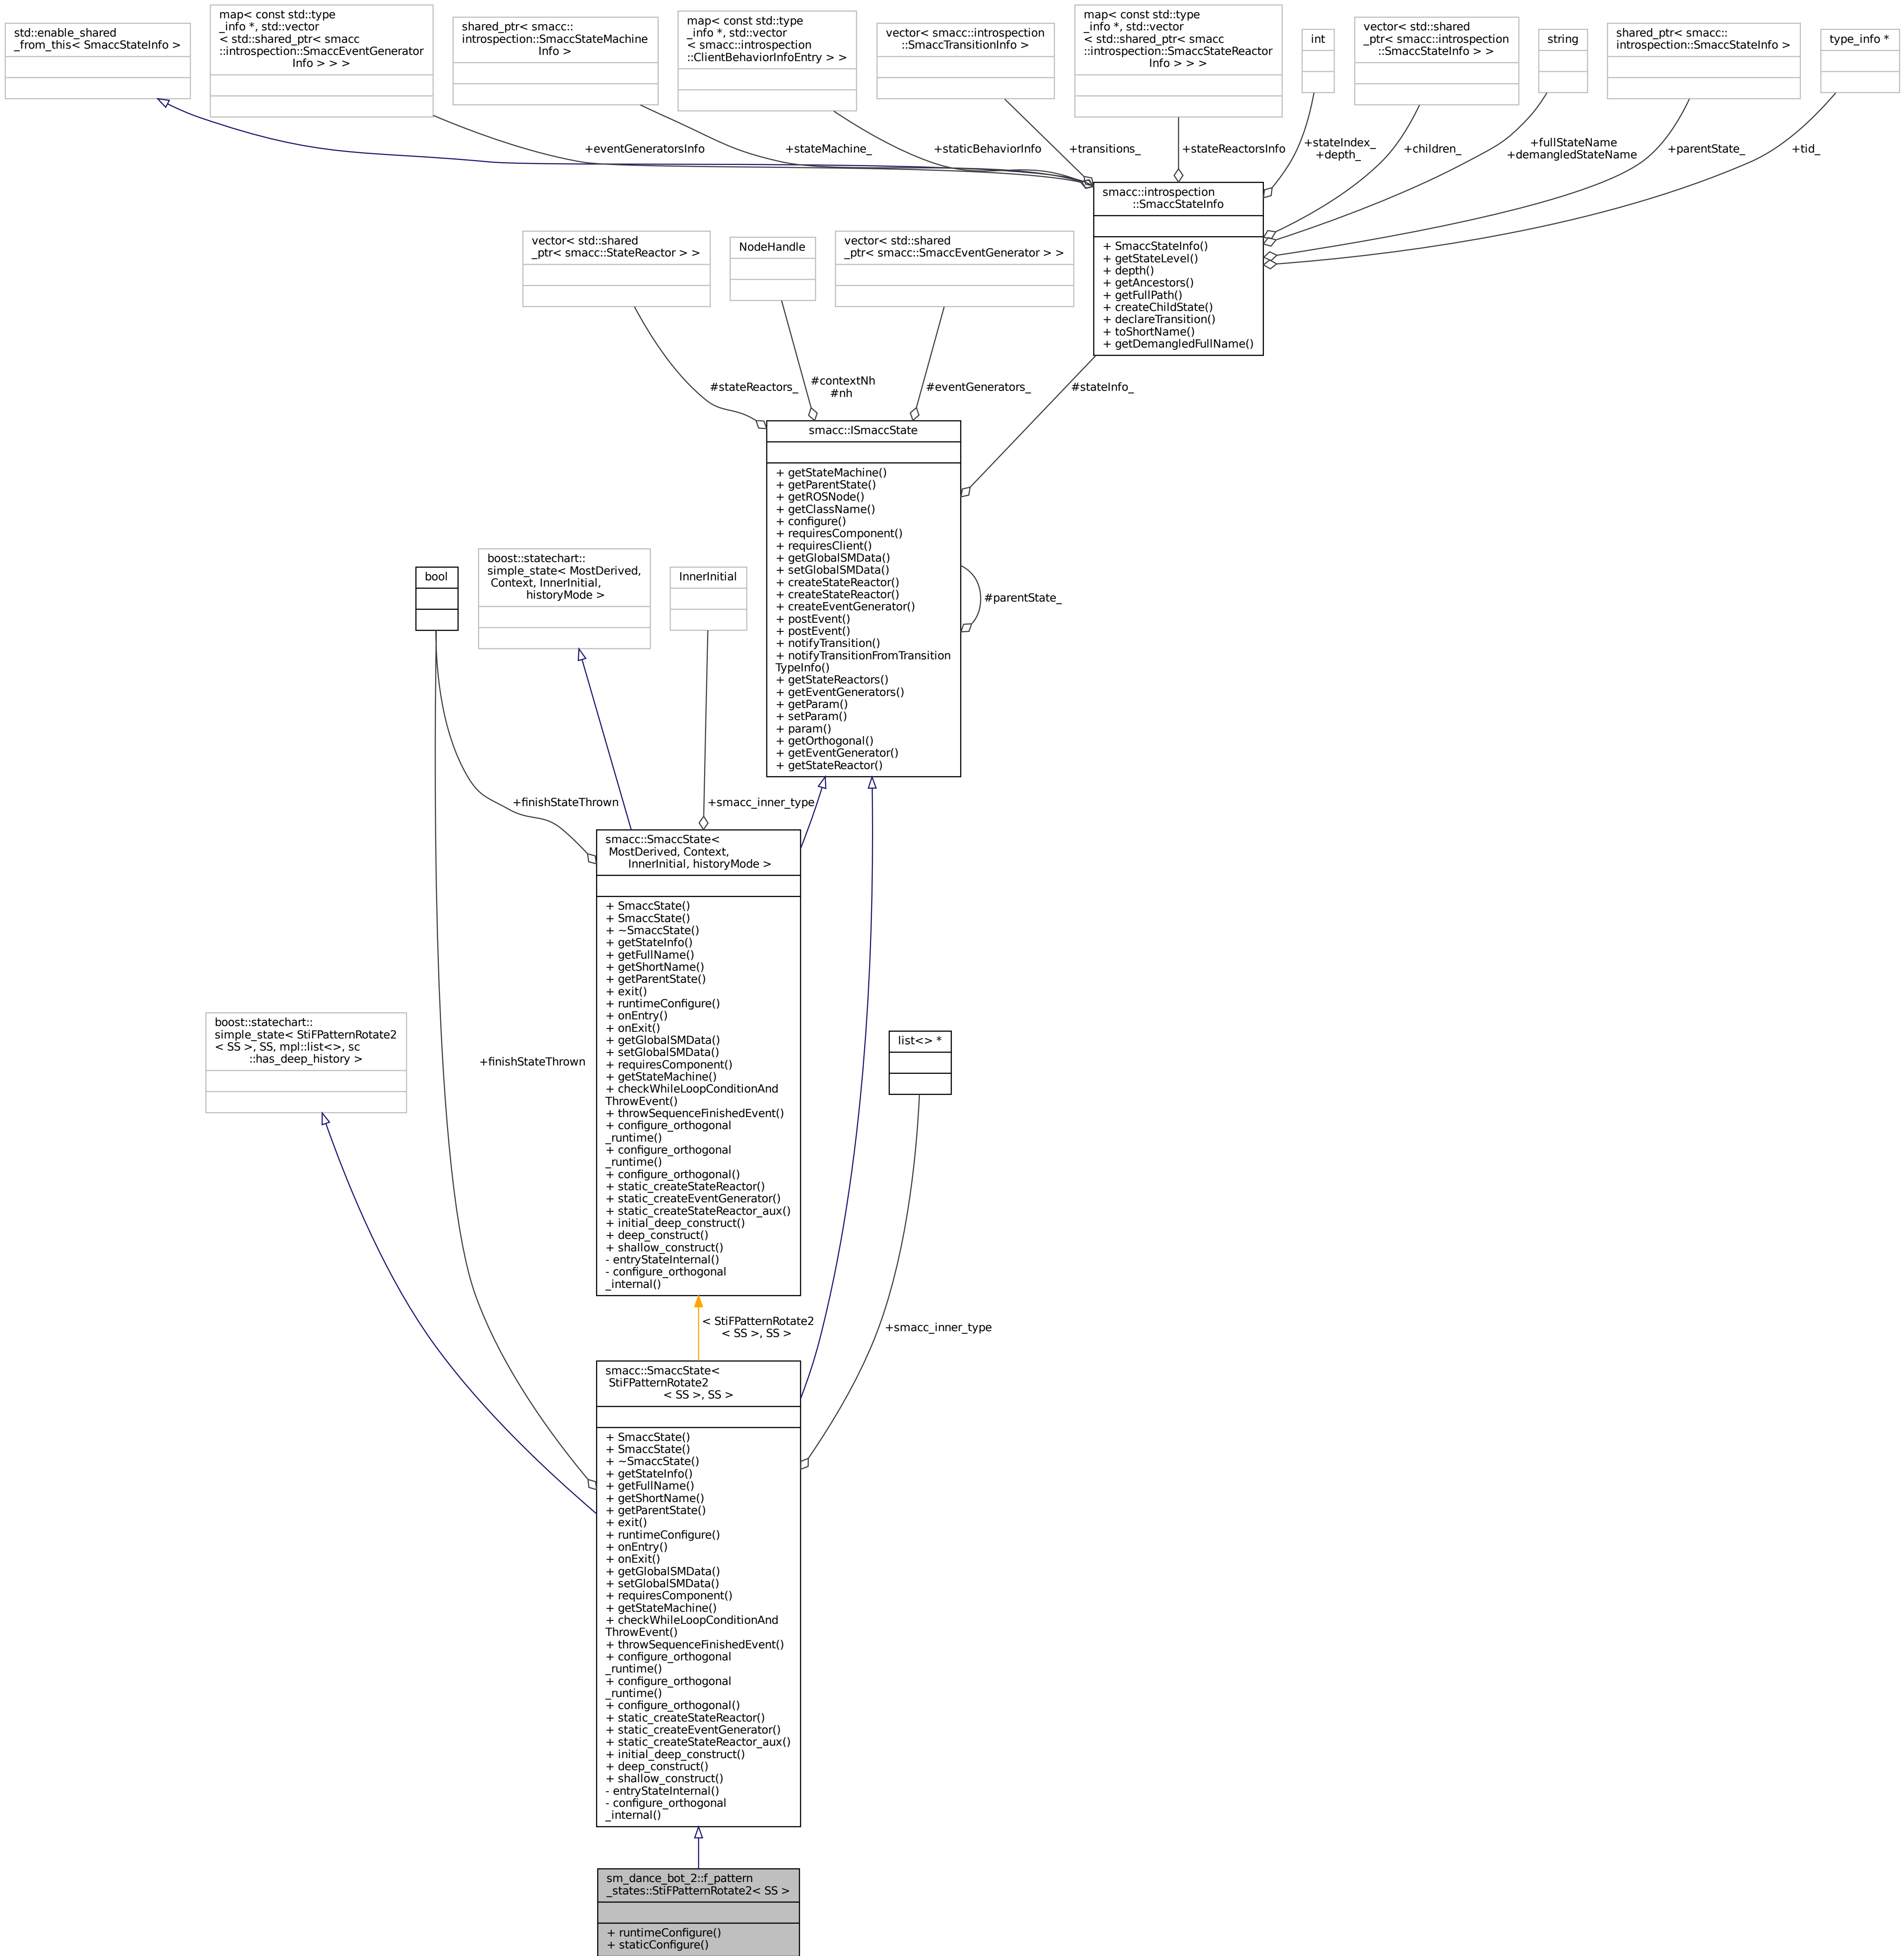 std::enable_shared
_from_this< SmaccStateInfo >
map< const std::type
_info *, std::vector
< std::shared_ptr< smacc
::introspection::SmaccEventGenerator
Info > > >
shared_ptr< smacc::
introspection::SmaccStateMachine
Info >
map< const std::type
_info *, std::vector
< smacc::introspection
::ClientBehaviorInfoEntry > >
vector< smacc::introspection
::SmaccTransitionInfo >
map< const std::type
_info *, std::vector
< std::shared_ptr< smacc
::introspection::SmaccStateReactor
Info > > >
int
vector< std::shared
_ptr< smacc::introspection
::SmaccStateInfo > >
string
shared_ptr< smacc::
introspection::SmaccStateInfo >
type_info *
+eventGeneratorsInfo
+stateMachine_
+staticBehaviorInfo
+transitions_
+stateReactorsInfo
+stateIndex_
+depth_
+children_
+fullStateName
+demangledStateName
+parentState_
+tid_
smacc::introspection
::SmaccStateInfo
+ SmaccStateInfo()
+ getStateLevel()
+ depth()
+ getAncestors()
+ getFullPath()
+ createChildState()
+ declareTransition()
+ toShortName()
+ getDemangledFullName()
vector< std::shared
_ptr< smacc::StateReactor > >
NodeHandle
vector< std::shared
_ptr< smacc::SmaccEventGenerator > >
#stateReactors_
#contextNh
#nh
#eventGenerators_
#stateInfo_
smacc::ISmaccState
+ getStateMachine()
+ getParentState()
+ getROSNode()
+ getClassName()
+ configure()
+ requiresComponent()
+ requiresClient()
+ getGlobalSMData()
+ setGlobalSMData()
+ createStateReactor()
+ createStateReactor()
+ createEventGenerator()
+ postEvent()
+ postEvent()
+ notifyTransition()
+ notifyTransitionFromTransition
TypeInfo()
+ getStateReactors()
+ getEventGenerators()
+ getParam()
+ setParam()
+ param()
+ getOrthogonal()
+ getEventGenerator()
+ getStateReactor()
#parentState_
bool
boost::statechart::
simple_state< MostDerived,
Context, InnerInitial,
historyMode >
InnerInitial
+finishStateThrown
+smacc_inner_type
smacc::SmaccState<
MostDerived, Context,
InnerInitial, historyMode >
+ SmaccState()
+ SmaccState()
+ ~SmaccState()
+ getStateInfo()
+ getFullName()
+ getShortName()
+ getParentState()
+ exit()
+ runtimeConfigure()
+ onEntry()
+ onExit()
+ getGlobalSMData()
+ setGlobalSMData()
+ requiresComponent()
+ getStateMachine()
+ checkWhileLoopConditionAnd
ThrowEvent()
+ throwSequenceFinishedEvent()
+ configure_orthogonal
_runtime()
+ configure_orthogonal
_runtime()
+ configure_orthogonal()
+ static_createStateReactor()
+ static_createEventGenerator()
+ static_createStateReactor_aux()
+ initial_deep_construct()
+ deep_construct()
+ shallow_construct()
- entryStateInternal()
- configure_orthogonal
_internal()
boost::statechart::
simple_state< StiFPatternRotate2
< SS >, SS, mpl::list<>, sc
::has_deep_history >
+finishStateThrown
list<> *
< StiFPatternRotate2
< SS >, SS >
+smacc_inner_type
smacc::SmaccState<
StiFPatternRotate2
< SS >, SS >
+ SmaccState()
+ SmaccState()
+ ~SmaccState()
+ getStateInfo()
+ getFullName()
+ getShortName()
+ getParentState()
+ exit()
+ runtimeConfigure()
+ onEntry()
+ onExit()
+ getGlobalSMData()
+ setGlobalSMData()
+ requiresComponent()
+ getStateMachine()
+ checkWhileLoopConditionAnd
ThrowEvent()
+ throwSequenceFinishedEvent()
+ configure_orthogonal
_runtime()
+ configure_orthogonal
_runtime()
+ configure_orthogonal()
+ static_createStateReactor()
+ static_createEventGenerator()
+ static_createStateReactor_aux()
+ initial_deep_construct()
+ deep_construct()
+ shallow_construct()
- entryStateInternal()
- configure_orthogonal
_internal()
sm_dance_bot_2::f_pattern
_states::StiFPatternRotate2< SS >
+ runtimeConfigure()
+ staticConfigure()